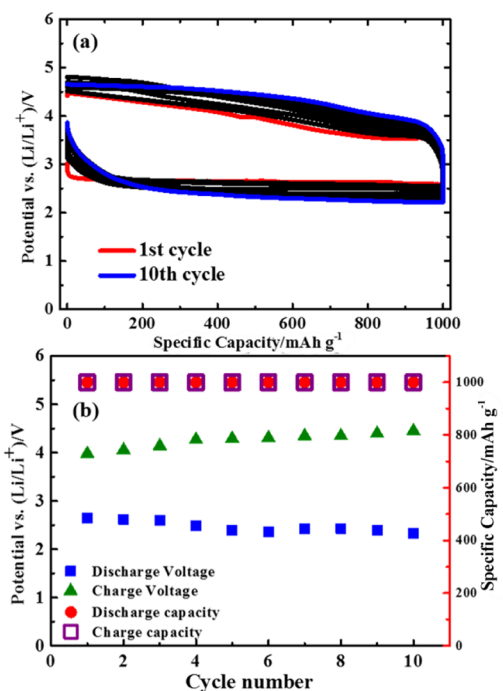 (a)
6
5
4
3
2
1
0
Potential vs. (Li/Li⁺)/V
1st cycle
10th cycle
0 200 400 600 800 1000
Specific Capacity/mAh g⁻¹
(b)
6
5
4
3
2
1
0
Potential vs. (Li/Li⁺)/V
Discharge Voltage
Charge Voltage
Discharge capacity
Charge capacity
1000
800
600
400
200
0
Specific Capacity/mAh g⁻¹
0 2 4 6 8 10
Cycle number